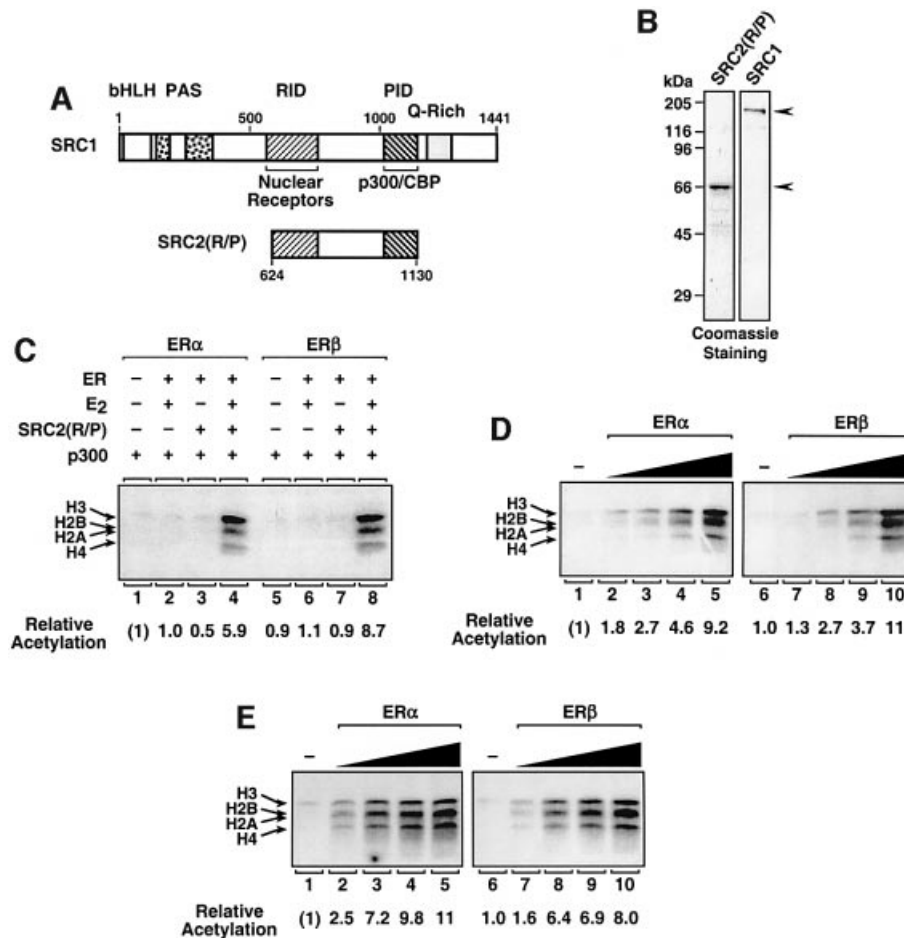 A
bHLH PAS RID PID
Q-Rich
1 500 1000 1441
SRC1
Nuclear Receptors
p300/CBP
SRC2(R/P)
624 1130
B
SRC2(R/P)
SRC1
kDa
205
116
96
66
45
29
Coomassie
Staining
C
ERα ERβ
ER − + + + − + + +
E2 − + − + − + − +
SRC2(R/P) − − + + − − + +
p300 + + + + + + + +
H3
H2B
H2A
H4
1 2 3 4 5 6 7 8
Relative
Acetylation (1) 1.0 0.5 5.9 0.9 1.1 0.9 8.7
D
ERα ERβ
− −
H3
H2B
H2A
H4
1 2 3 4 5 6 7 8 9 10
Relative
Acetylation (1) 1.8 2.7 4.6 9.2 1.0 1.3 2.7 3.7 11
E
ERα ERβ
− −
H3
H2B
H2A
H4
1 2 3 4 5 6 7 8 9 10
Relative
Acetylation (1) 2.5 7.2 9.8 11 1.0 1.6 6.4 6.9 8.0